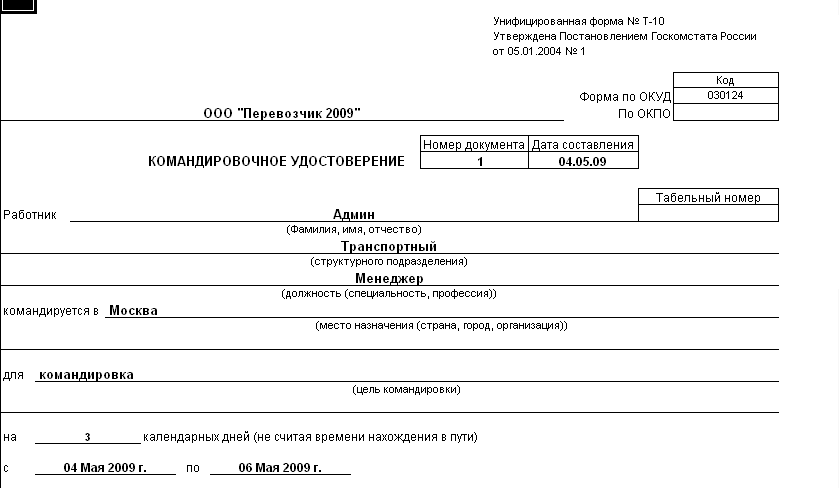 Унифицированная форма № Т-10
Утверждена Постановлением Госкомстата России
от 05.01.2004 № 1
Код
Форма по ОКУД 030124
ООО "Перевозчик 2009" По ОКПО
Номер документа Дата составления
КОМАНДИРОВОЧНОЕ УДОСТОВЕРЕНИЕ 1 04.05.09
Табельный номер
Работник Админ
(Фамилия, имя, отчество)
Транспортный
(структурного подразделения)
Менеджер
(должность (специальность, профессия))
командируется в Москва
(место назначения (страна, город, организация))
для командировка
(цель командировки)
на 3 календарных дней (не считая времени нахождения в пути)
с 04 Мая 2009 г. по 06 Мая 2009 г.